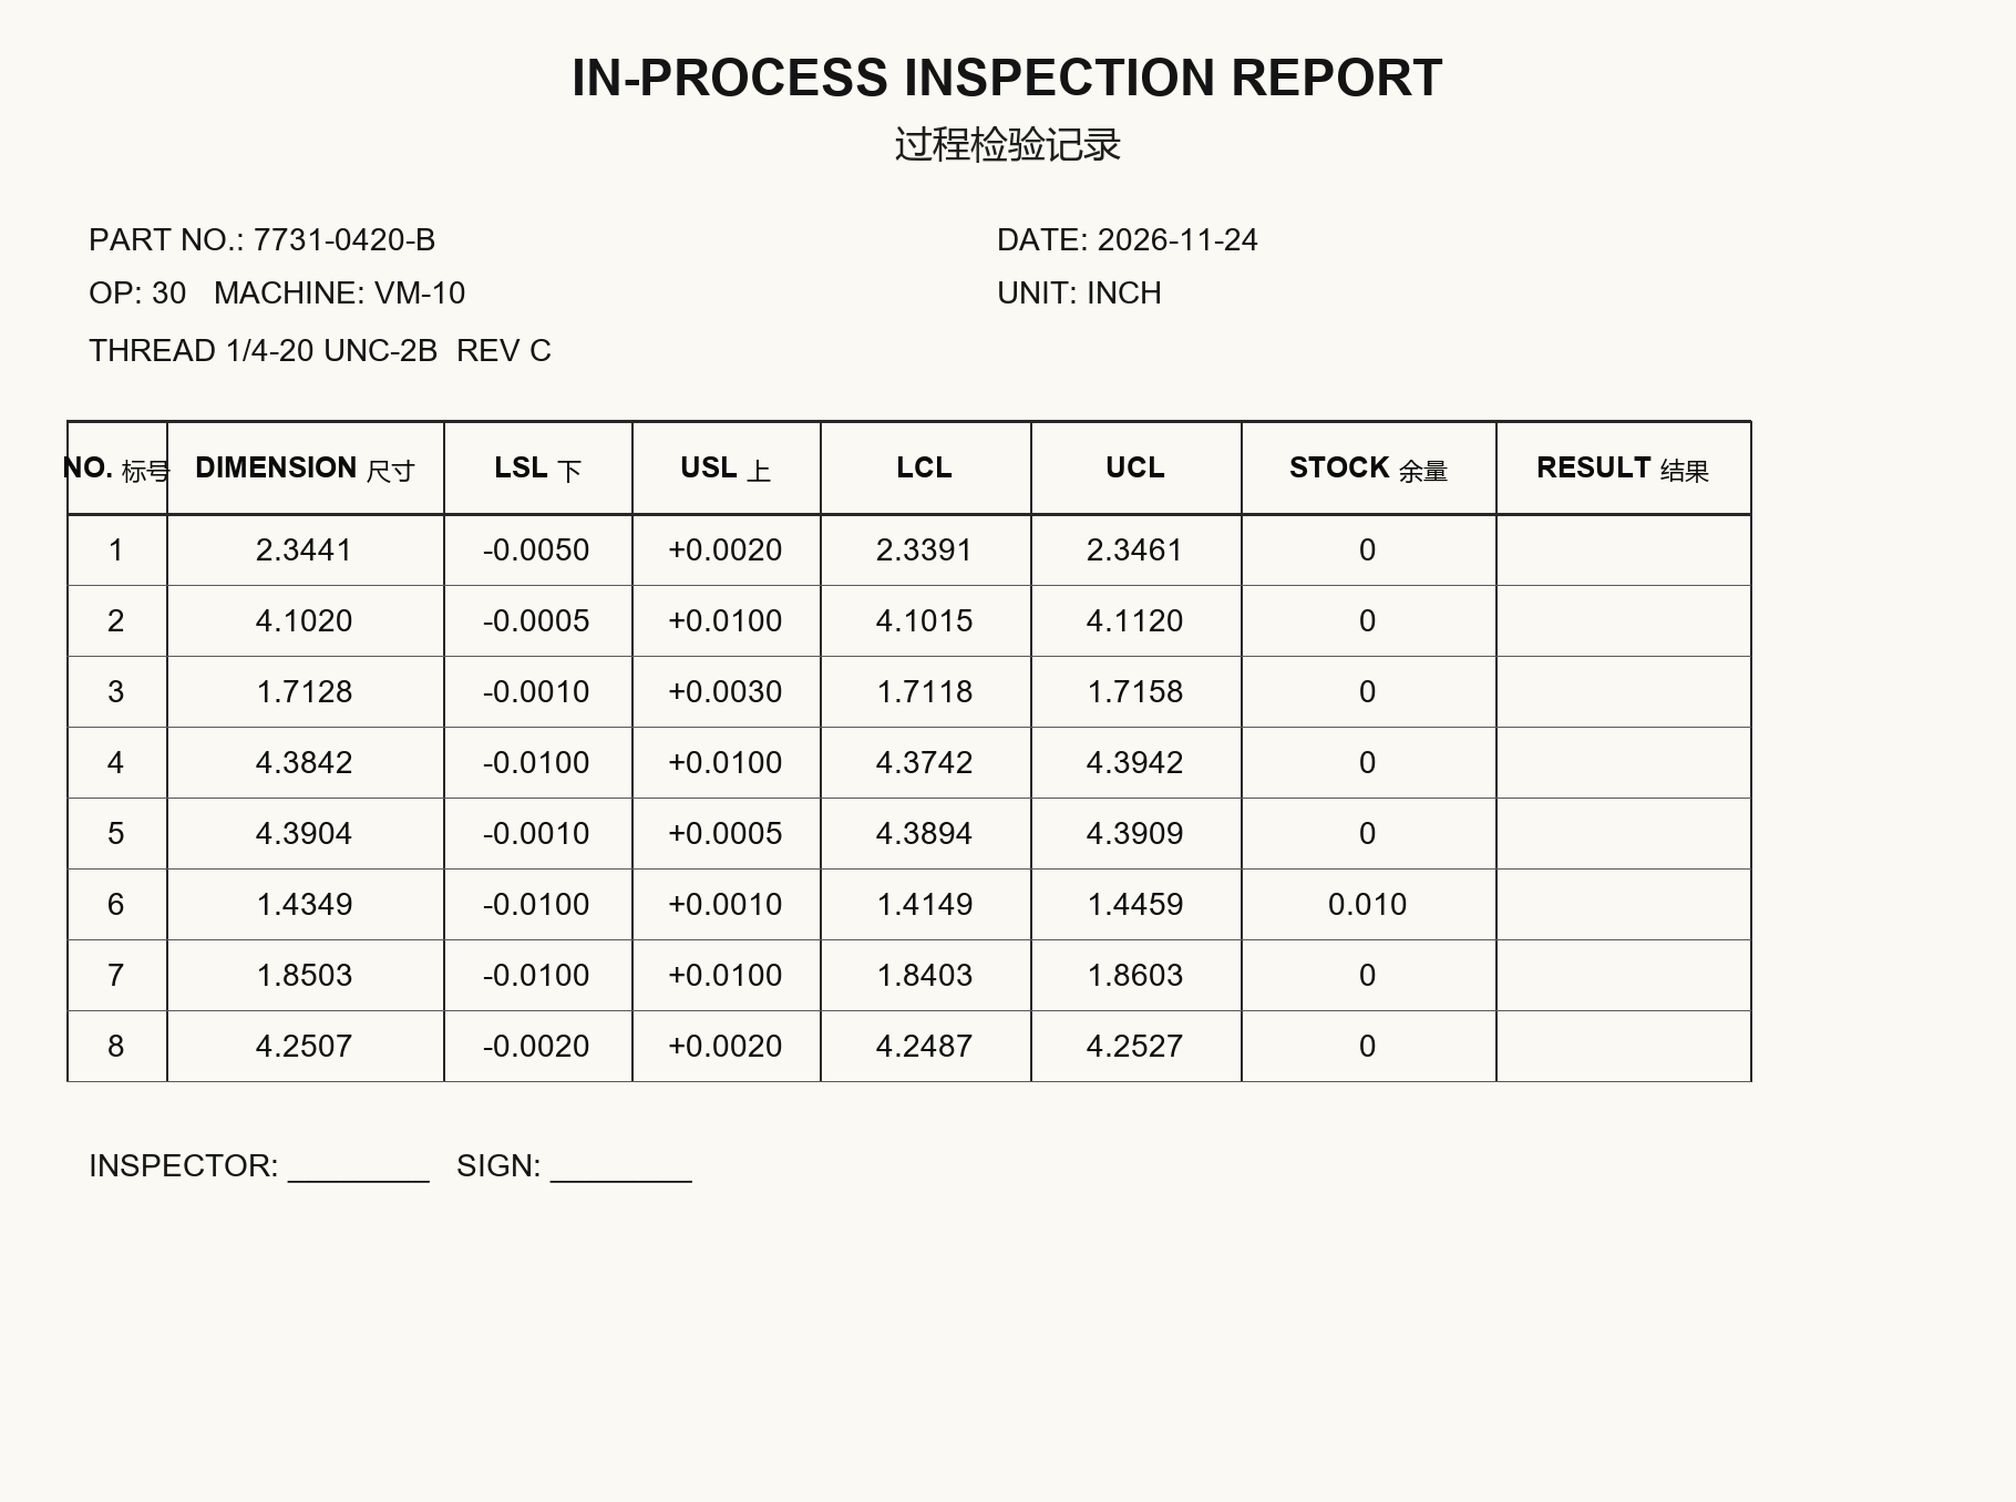 IN-PROCESS INSPECTION REPORT
过程检验记录
PART NO.: 7731-0420-B DATE: 2026-11-24
OP: 30 MACHINE: VM-10 UNIT: INCH
THREAD 1/4-20 UNC-2B REV C
NO. 标号 DIMENSION 尺寸 LSL 下 USL 上 LCL UCL STOCK 余量 RESULT 结果
1 2.3441 -0.0050 +0.0020 2.3391 2.3461 0
2 4.1020 -0.0005 +0.0100 4.1015 4.1120 0
3 1.7128 -0.0010 +0.0030 1.7118 1.7158 0
4 4.3842 -0.0100 +0.0100 4.3742 4.3942 0
5 4.3904 -0.0010 +0.0005 4.3894 4.3909 0
6 1.4349 -0.0100 +0.0010 1.4149 1.4459 0.010
7 1.8503 -0.0100 +0.0100 1.8403 1.8603 0
8 4.2507 -0.0020 +0.0020 4.2487 4.2527 0
INSPECTOR: ________ SIGN: ________